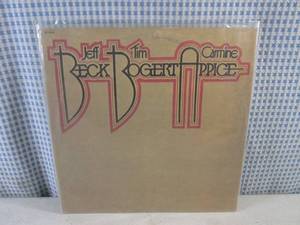 Jeff Tim Carmine
BECK BOGERT APPICE